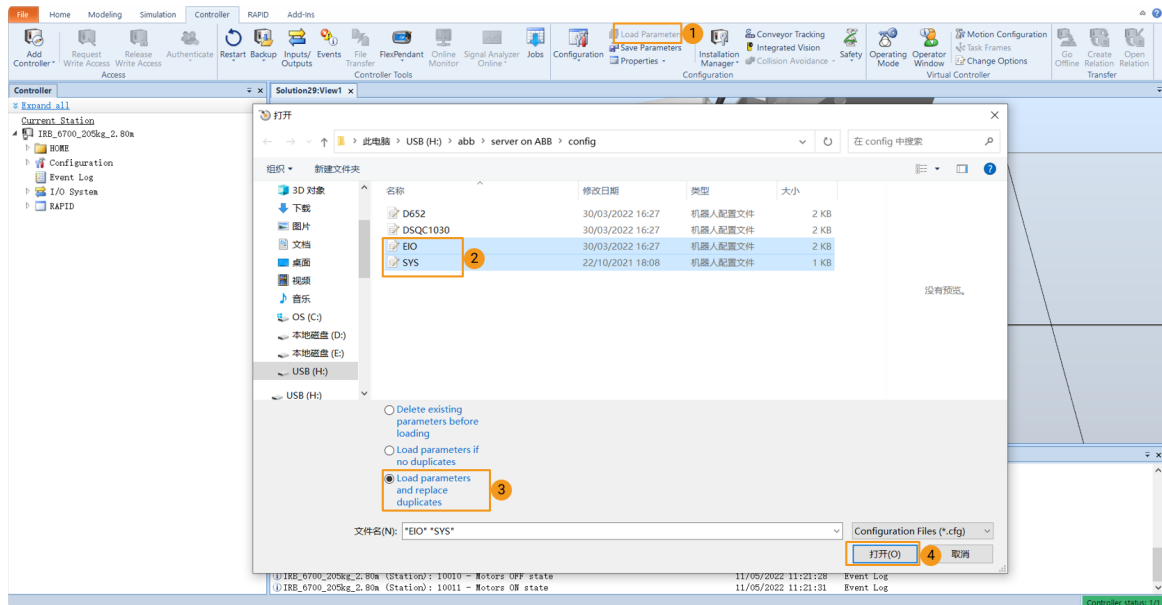 File Home Modeling Simulation Controller RAPID Add-Ins
Add Controller
Request Write Access
Release Write Access
Authenticate
Restart
Backup
Inputs/ Outputs
Events
File Transfer
FlexPendant
Online Monitor
Signal Analyzer Online
Jobs
Configuration
Load Parameter
1
Save Parameters
Properties
Installation Manager
Conveyor Tracking
Integrated Vision
Collision Avoidance
Safety
Operating Mode
Operator Window
Motion Configuration
Task Frames
Change Options
Go Offline
Create Relation
Open Relation
Access Controller Tools Configuration Virtual Controller Transfer
Controller
Solution29:View1
Expand all
Current Station
IRB_6700_205kg_2.80m
HOME
Configuration
Event Log
I/O System
RAPID
打开
此电脑 > USB (H:) > abb > server on ABB > config
在 config 中搜索
组织 新建文件夹
3D 对象
下载
图片
文档
桌面
视频
音乐
OS (C:)
本地磁盘 (D:)
本地磁盘 (E:)
USB (H:)
USB (H:)
名称 修改日期 类型 大小
D652 30/03/2022 16:27 机器人配置文件 2 KB
DSQC1030 30/03/2022 16:27 机器人配置文件 2 KB
EIO 30/03/2022 16:27 机器人配置文件 2 KB
2
SYS 22/10/2021 18:08 机器人配置文件 1 KB
没有预览。
Delete existing
parameters before
loading
Load parameters if
no duplicates
Load parameters
and replace
duplicates
3
文件名(N): "EIO" "SYS" Configuration Files (*.cfg)
打开(O) 4 取消
IRB_6700_205kg_2.80m (Station): 10010 - Motors OFF state 11/05/2022 11:21:28 Event Log
IRB_6700_205kg_2.80m (Station): 10011 - Motors ON state 11/05/2022 11:21:31 Event Log
Controller status: 1/1